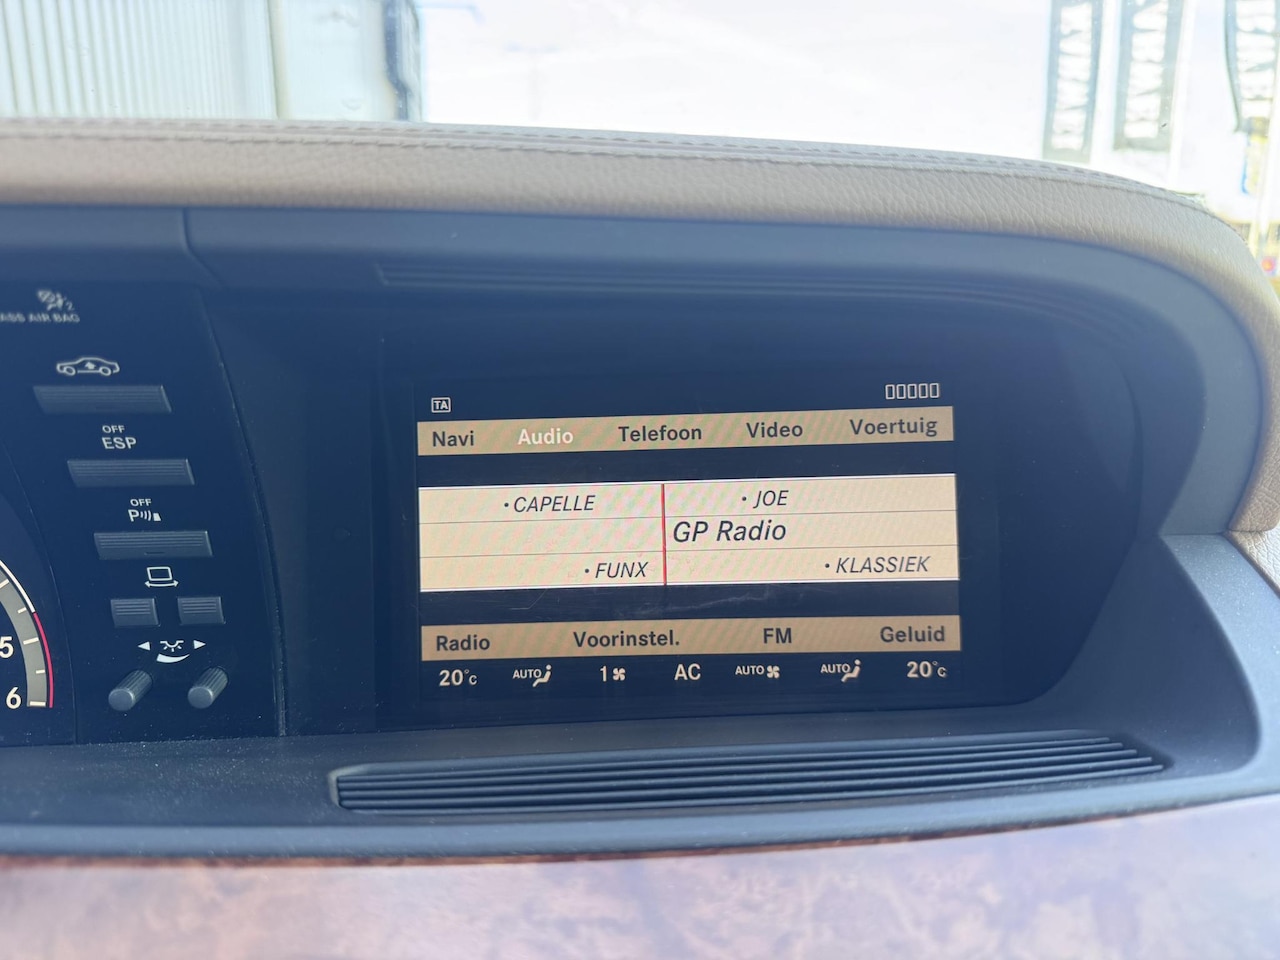 TA
Navi Audio Telefoon Video Voertuig
•CAPELLE •JOE
GP Radio
•FUNX •KLASSIEK
Radio Voorinstel. FM Geluid
20°C AUTO 1 AC AUTO AUTO 20°C
2
ASS AIR BAG
OFF
ESP
OFF
P
5
6